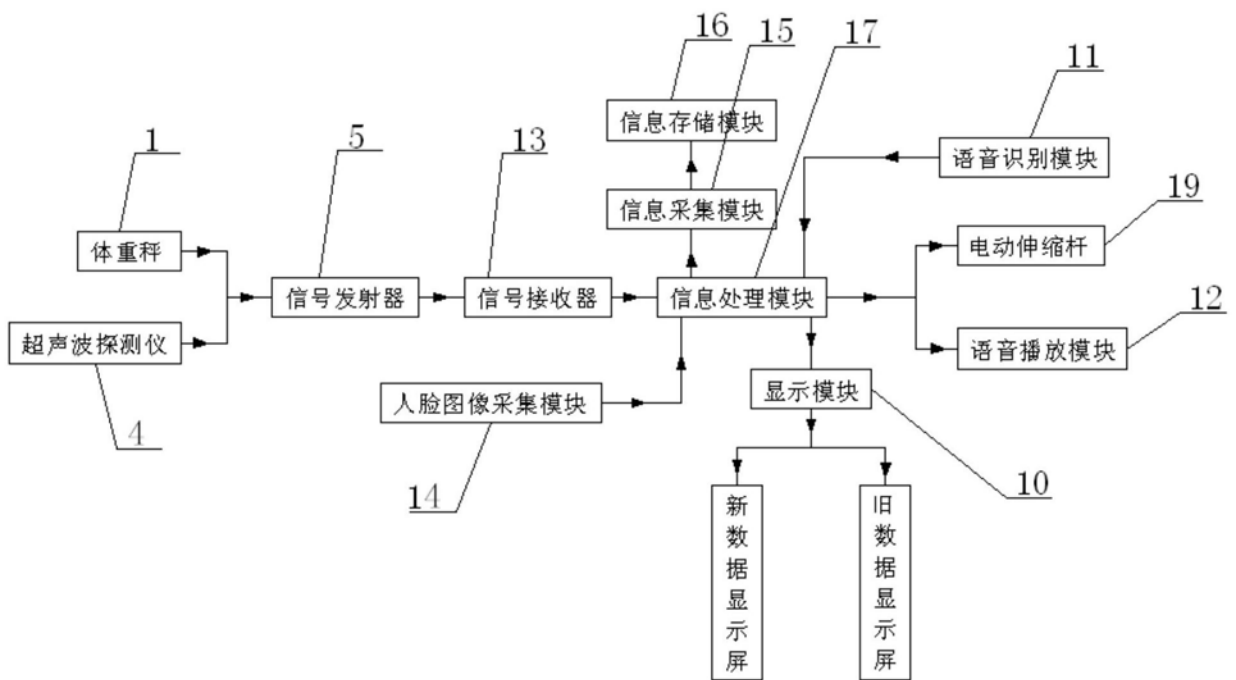 16
15
17
11
信息存储模块
1
5
13
语音识别模块
信息采集模块
19
体重秤
电动伸缩杆
信号发射器
信号接收器
信息处理模块
12
超声波探测仪
语音播放模块
显示模块
人脸图像采集模块
4
14
10
新数据显示屏
旧数据显示屏